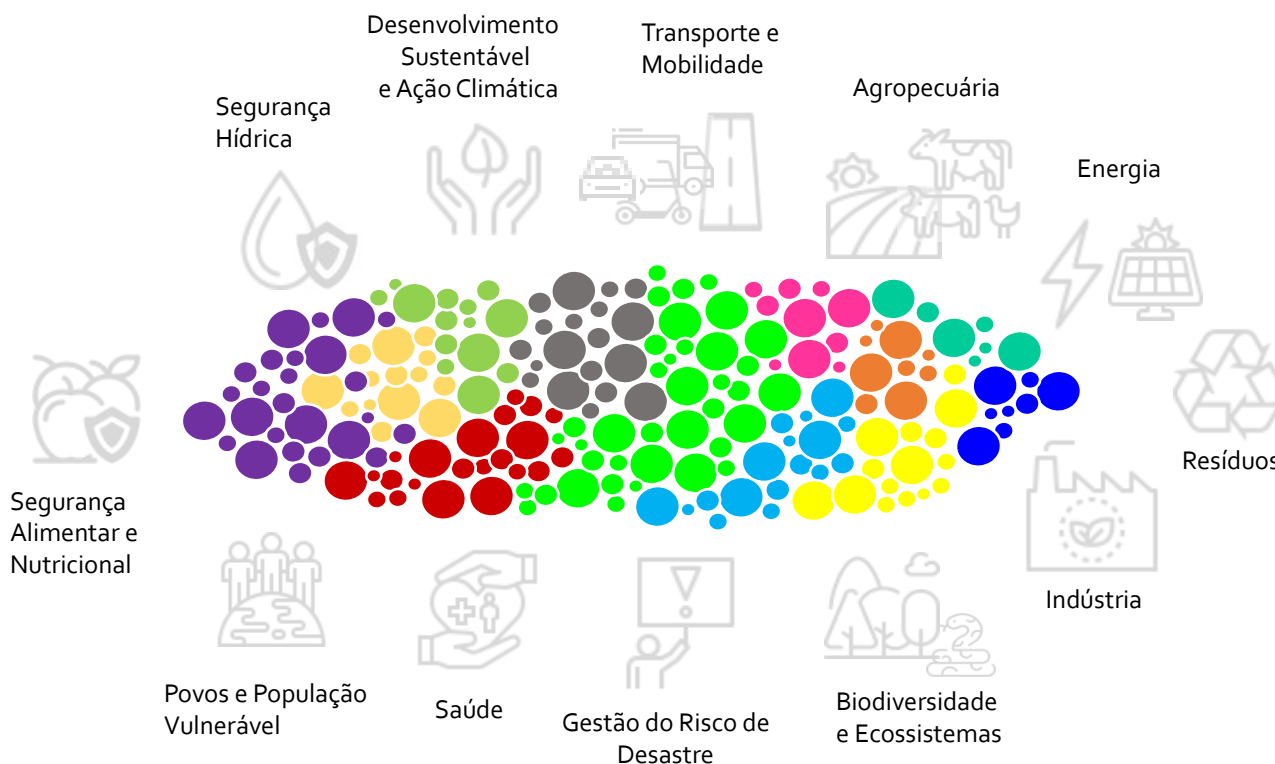 Desenvolvimento
Sustentável
e Ação Climática
Transporte e
Mobilidade
Agropecuária
Segurança
Hídrica
Energia
Resíduos
Segurança
Alimentar e
Nutricional
Indústria
Povos e População
Vulnerável
Saúde
Gestão do Risco de
Desastre
Biodiversidade
e Ecossistemas